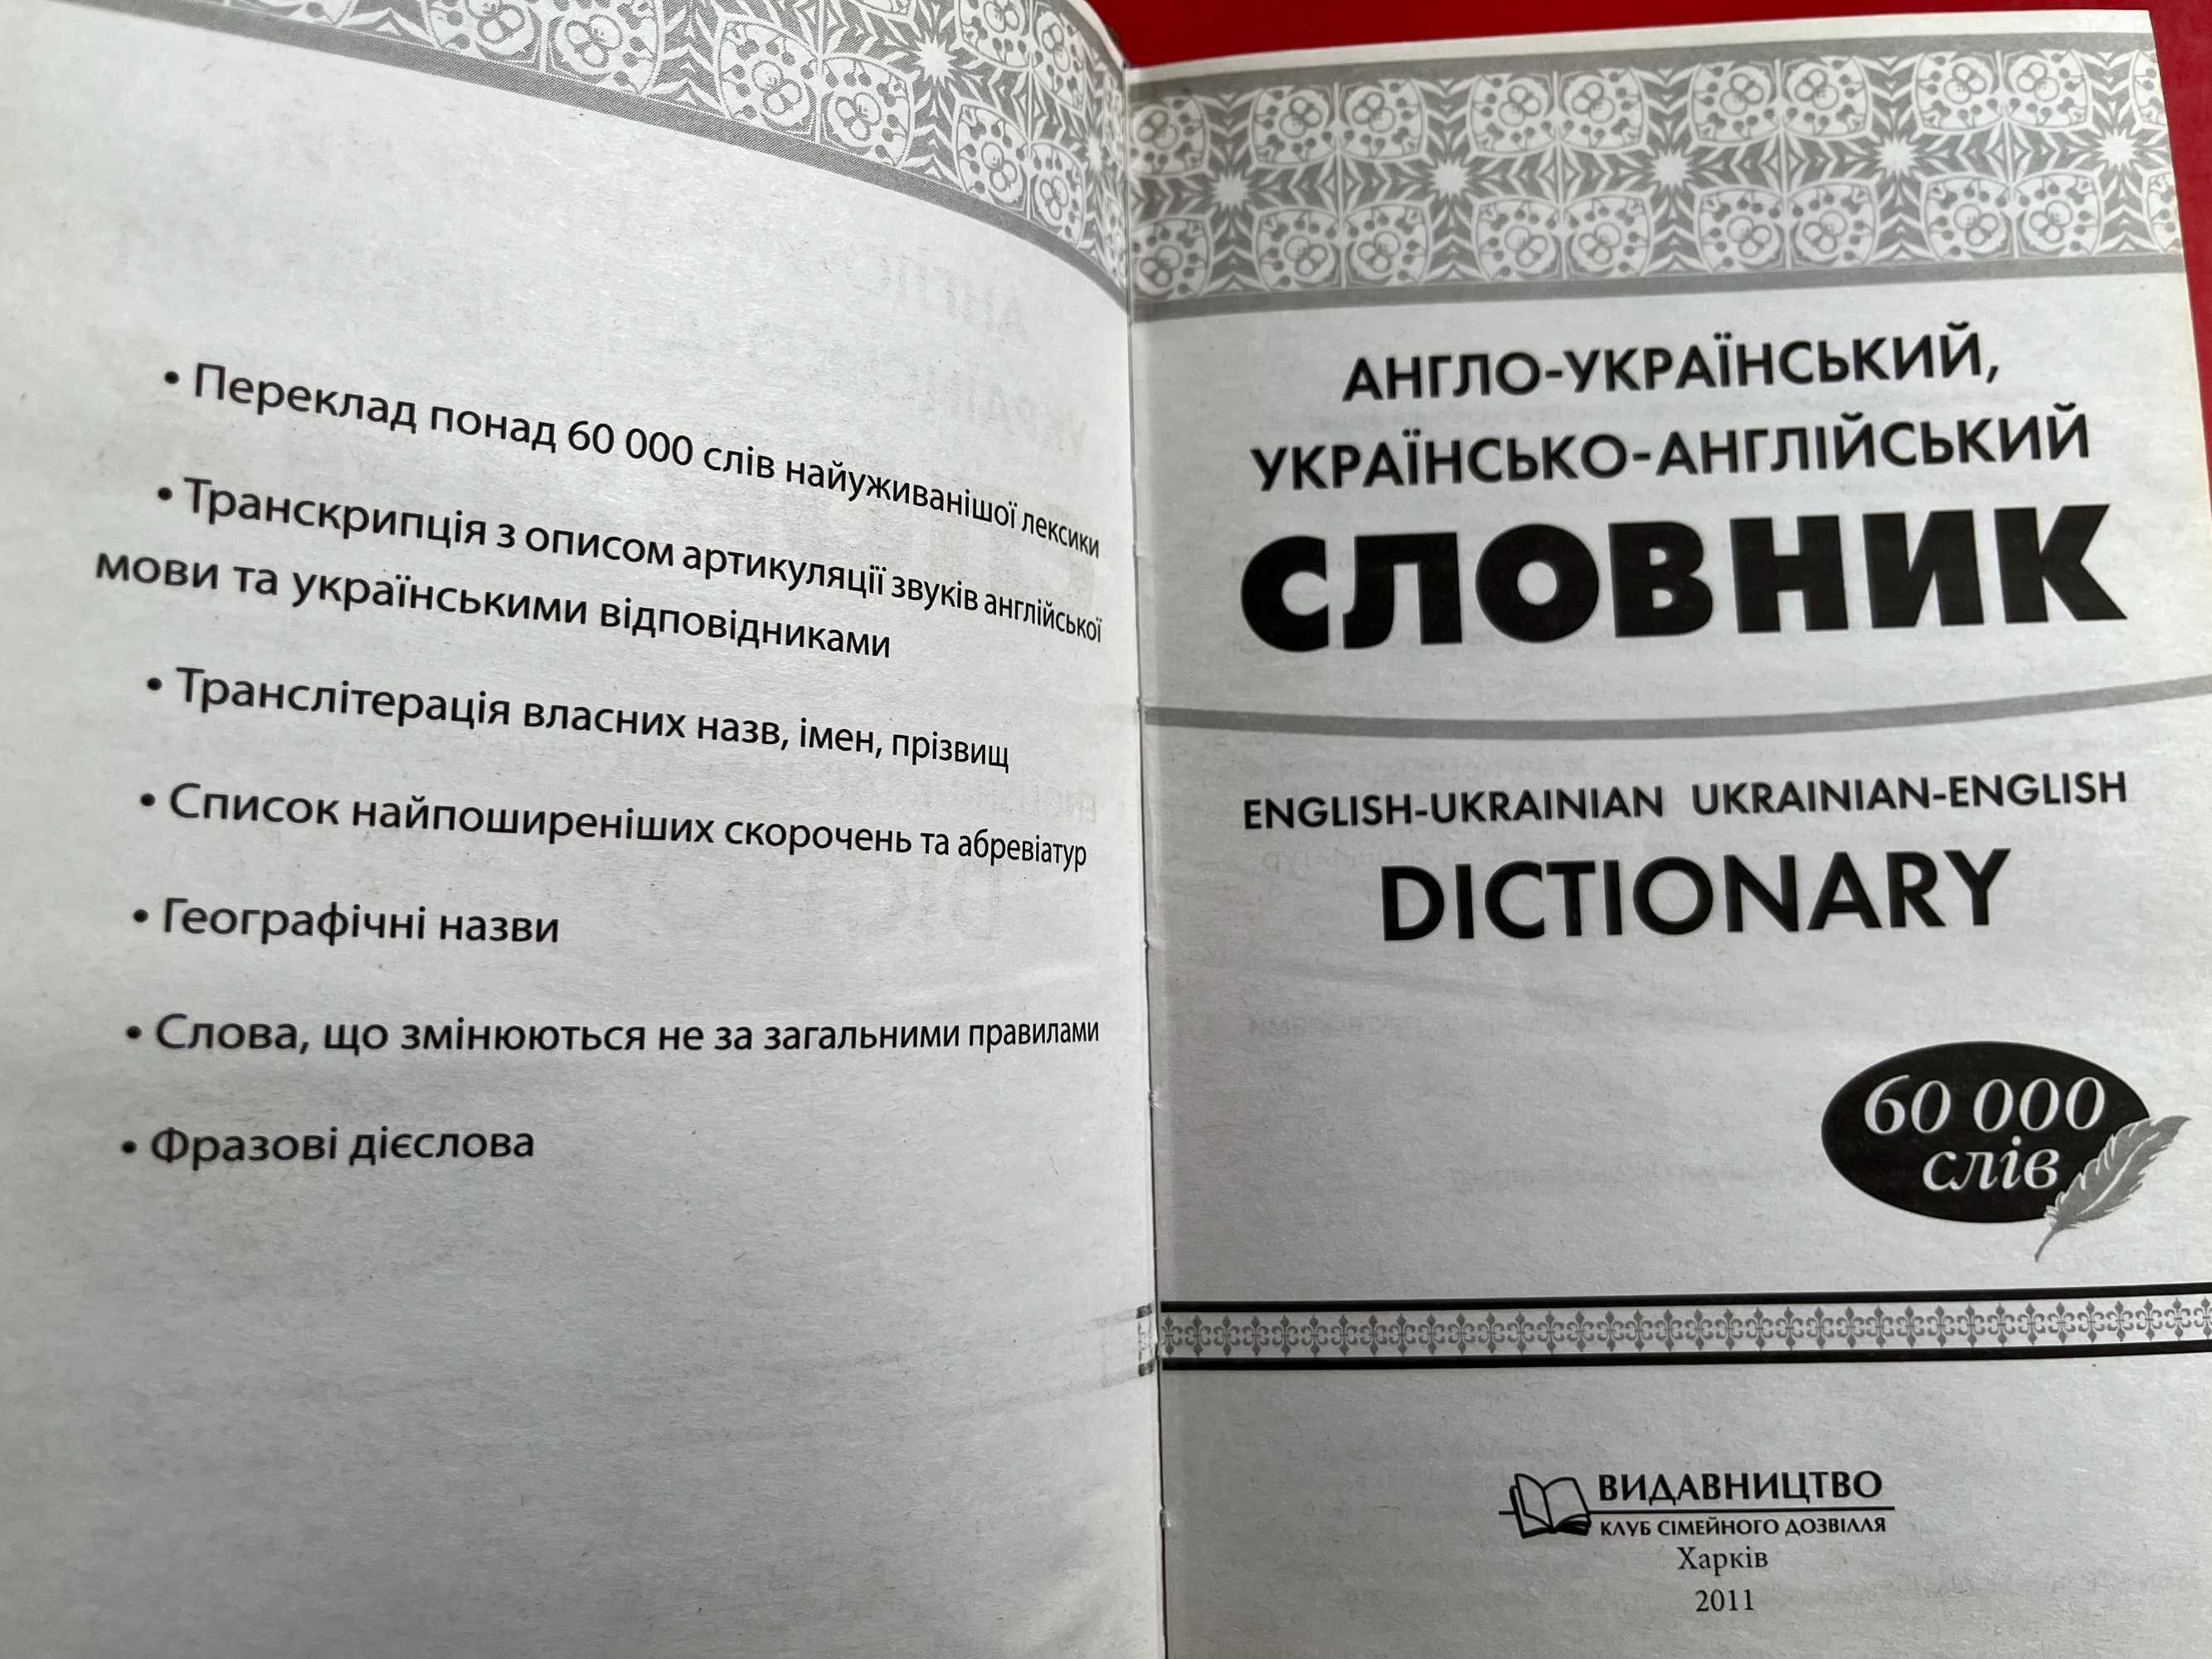 • Переклад понад 60 000 слів найуживанішої лексики
• Транскрипція з описом артикуляції звуків англійської
мови та українськими відповідниками
• Транслітерація власних назв, імен, прізвищ
• Список найпоширеніших скорочень та абревіатур
• Географічні назви
• Слова, що змінюються не за загальними правилами
• Фразові дієслова
АНГЛО-УКРАЇНСЬКИЙ,
УКРАЇНСЬКО-АНГЛІЙСЬКИЙ
СЛОВНИК
ENGLISH-UKRAINIAN UKRAINIAN-ENGLISH
DICTIONARY
60 000
слів
ВИДАВНИЦТВО
КЛУБ СІМЕЙНОГО ДОЗВІЛЛЯ
Харків
2011